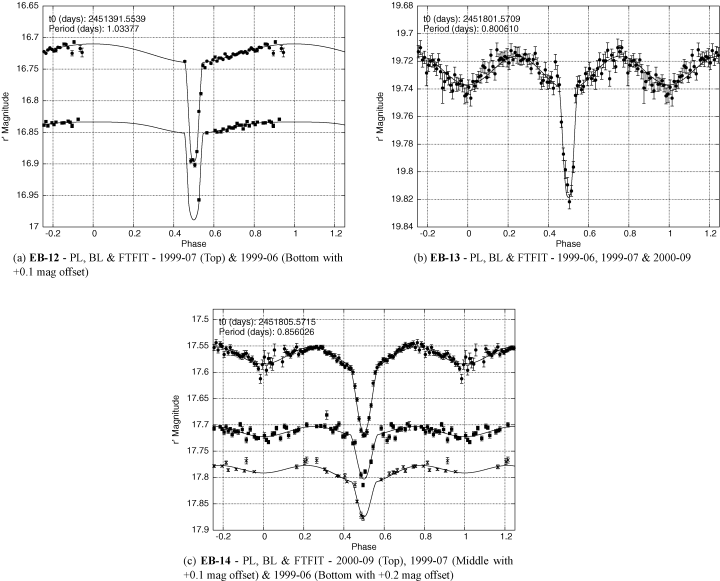 t0 (days): 2451391.5539
Period (days): 1.03377
16.7
16.75
16.8
16.85
16.9
16.95
17
r' Magnitude
-0.2 0 0.2 0.4 0.6 0.8 1 1.2
Phase
(a) EB-12 - PL, BL & FTFIT - 1999-07 (Top) & 1999-06 (Bottom with
+0.1 mag offset)
t0 (days): 2451801.5709
Period (days): 0.800610
19.68
19.7
19.72
19.74
19.76
19.78
19.8
19.82
19.84
r' Magnitude
-0.2 0 0.2 0.4 0.6 0.8 1 1.2
Phase
(b) EB-13 - PL, BL & FTFIT - 1999-06, 1999-07 & 2000-09
t0 (days): 2451805.5715
Period (days): 0.856026
17.5
17.55
17.6
17.65
17.7
17.75
17.8
17.85
17.9
r' Magnitude
-0.2 0 0.2 0.4 0.6 0.8 1 1.2
Phase
(c) EB-14 - PL, BL & FTFIT - 2000-09 (Top), 1999-07 (Middle with
+0.1 mag offset) & 1999-06 (Bottom with +0.2 mag offset)